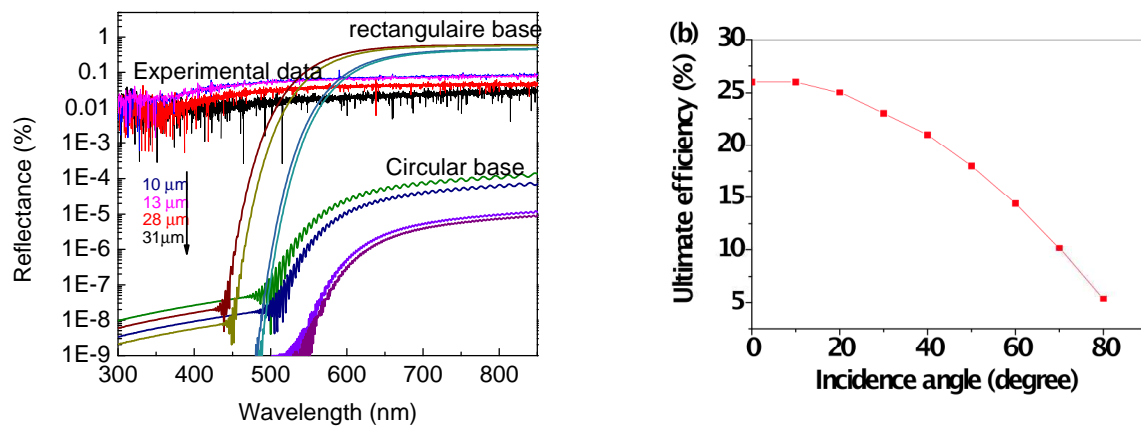 rectangulaire base
1
0.1
0.01
1E-3
1E-4
1E-5
1E-6
1E-7
1E-8
1E-9
Reflectance (%)
Experimental data
Circular base
10 μm
13 μm
28 μm
31μm
300 400 500 600 700 800
Wavelength (nm)
(b)
30
25
20
15
10
5
Ultimate efficiency (%)
0 20 40 60 80
Incidence angle (degree)